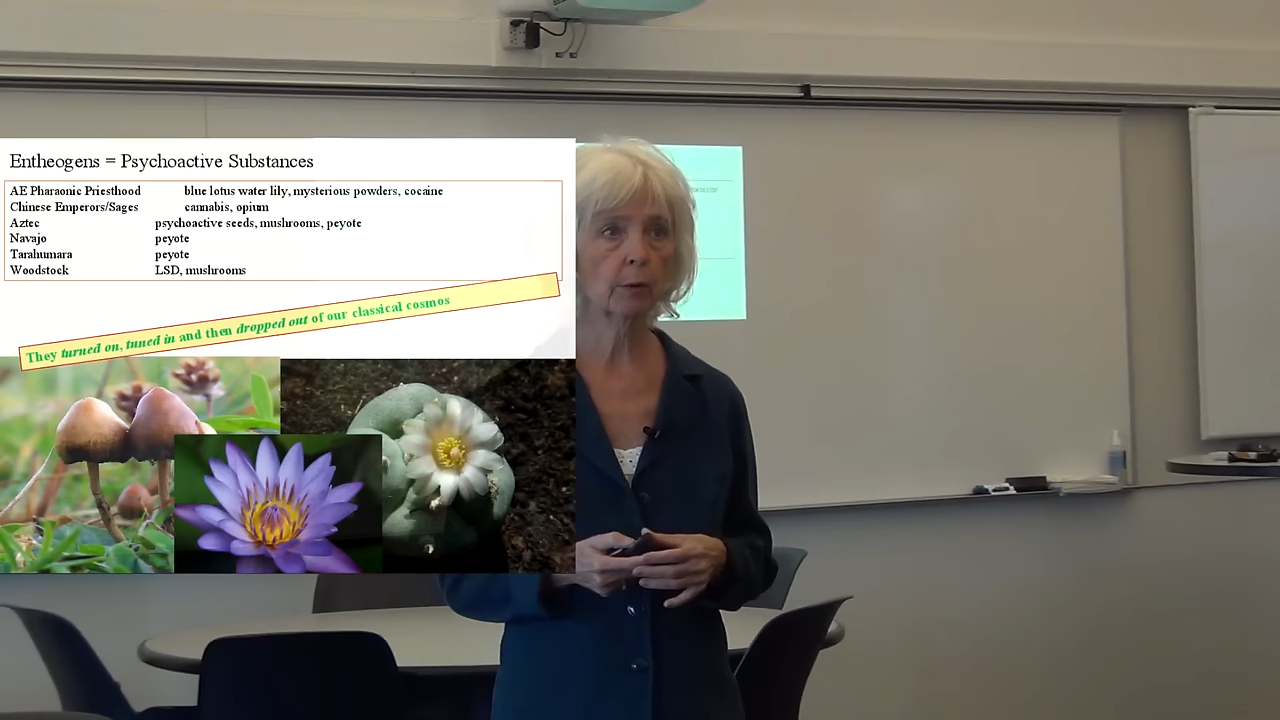 Entheogens = Psychoactive Substances
AE Pharaonic Priesthood blue lotus water lily, mysterious powders, cocaine
Chinese Emperors/Sages cannabis, opium
Aztec psychoactive seeds, mushrooms, peyote
Navajo peyote
Tarahumara peyote
Woodstock LSD, mushrooms
They turned on, tuned in and then dropped out of our classical cosmos